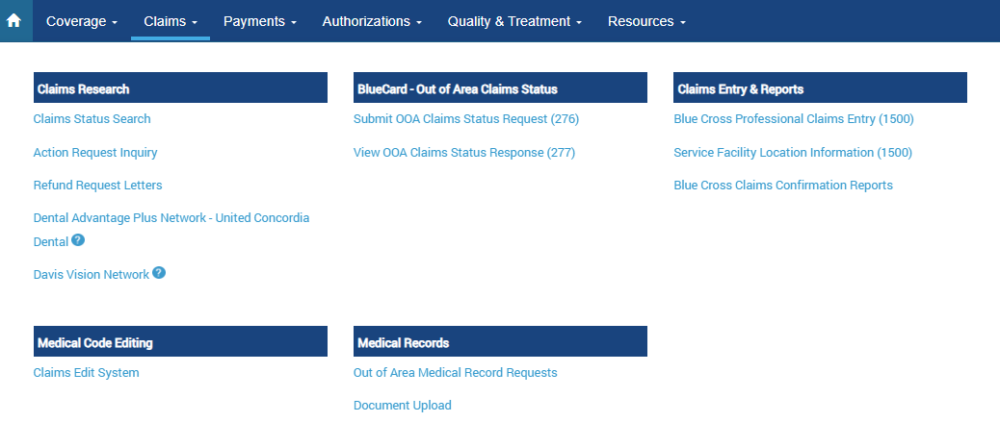 Coverage
Claims
Payments
Authorizations
Quality & Treatment
Resources
Claims Research
Claims Status Search
Action Request Inquiry
Refund Request Letters
Dental Advantage Plus Network - United Concordia
Dental ?
Davis Vision Network ?
BlueCard - Out of Area Claims Status
Submit OOA Claims Status Request (276)
View OOA Claims Status Response (277)
Claims Entry & Reports
Blue Cross Professional Claims Entry (1500)
Service Facility Location Information (1500)
Blue Cross Claims Confirmation Reports
Medical Code Editing
Claims Edit System
Medical Records
Out of Area Medical Record Requests
Document Upload